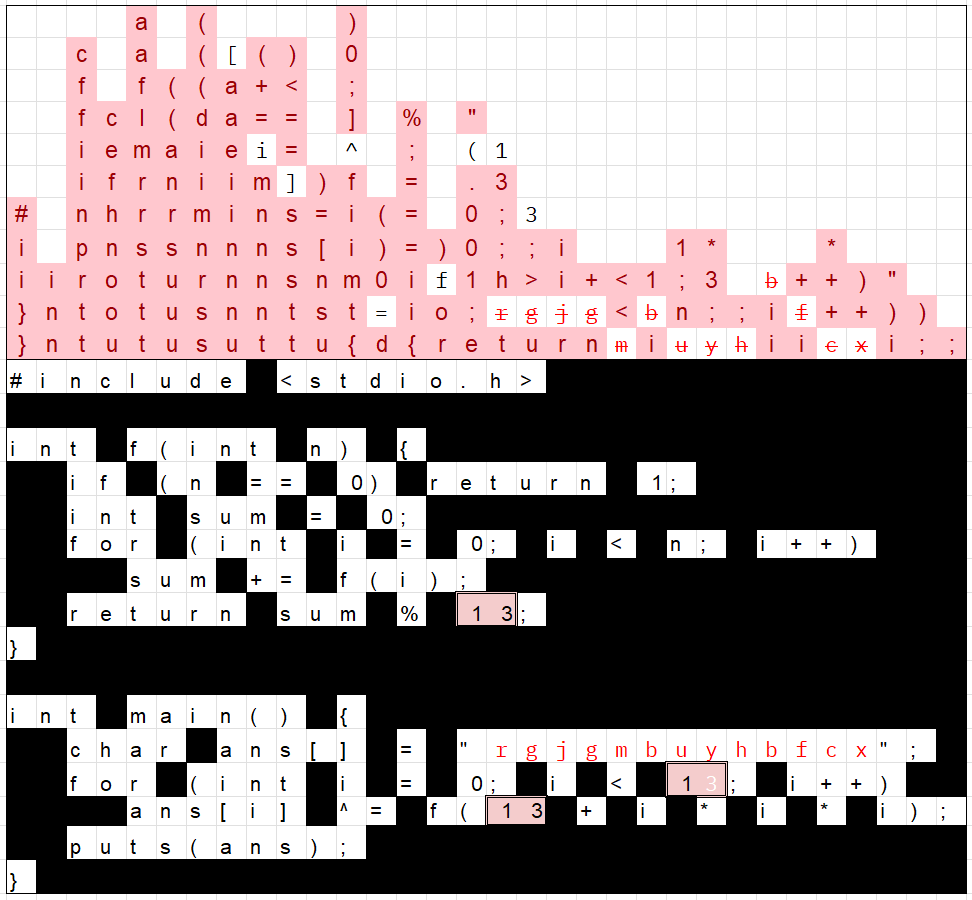 a ( )
c a ( [ ( ) 0
f f ( ( a + < ;
f c l ( d a = = ] % "
i e m a i e i = ^ ; ( 1
i f r n i i m ] ) f = . 3
# n h r r m i n s = i ( = 0 ; 3
i p n s s n n n s [ i ) = ) 0 ; ; i 1 * *
i i r o t u r n n s n m 0 i f 1 h > i + < 1 ; 3 b + + ) "
} n t o t u s n n t s t = i o ; r g j g < b n ; ; i f + + ) )
} n t u t u s u t t u { d { r e t u r n m i u y h i i c x i ; ;
#include <stdio.h>
int f(int n) {
if (n == 0) return 1;
int sum = 0;
for (int i = 0; i < n; i++)
sum += f(i);
return sum % 13;
}
int main() {
char ans[] = "rgjgmbuyhbfcx";
for (int i = 0; i < 13; i++)
ans[i] ^= f(13 + i * i * i);
puts(ans);
}